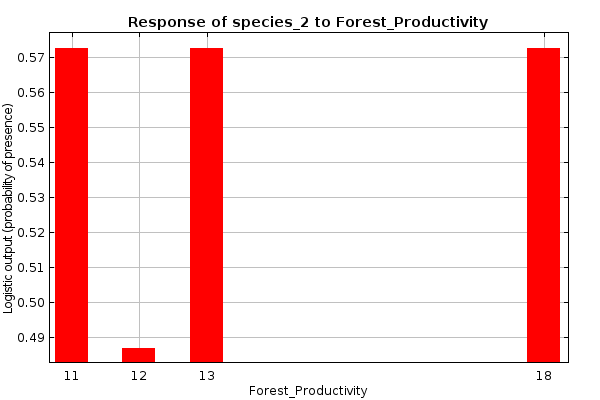 Response of species_2 to Forest_Productivity
Logistic output (probability of presence)
0.57
0.56
0.55
0.54
0.53
0.52
0.51
0.50
0.49
11 12 13 18
Forest_Productivity